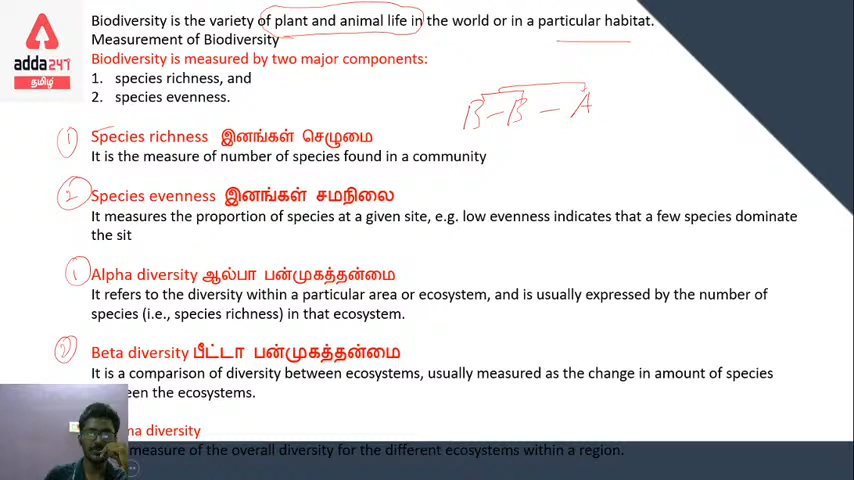 Biodiversity is the variety of plant and animal life in the world or in a particular habitat.
Measurement of Biodiversity
adda247
தமிழ்
Biodiversity is measured by two major components:
1. species richness, and
2. species evenness.
B - B - A
1 Species richness இனங்கள் செழுமை
It is the measure of number of species found in a community
2 Species evenness இனங்கள் சமநிலை
It measures the proportion of species at a given site, e.g. low evenness indicates that a few species dominate
the sit
1 Alpha diversity ஆல்பா பன்முகத்தன்மை
It refers to the diversity within a particular area or ecosystem, and is usually expressed by the number of
species (i.e., species richness) in that ecosystem.
2 Beta diversity பீட்டா பன்முகத்தன்மை
It is a comparison of diversity between ecosystems, usually measured as the change in amount of species
the ecosystems.
diversity
measure of the overall diversity for the different ecosystems within a region.